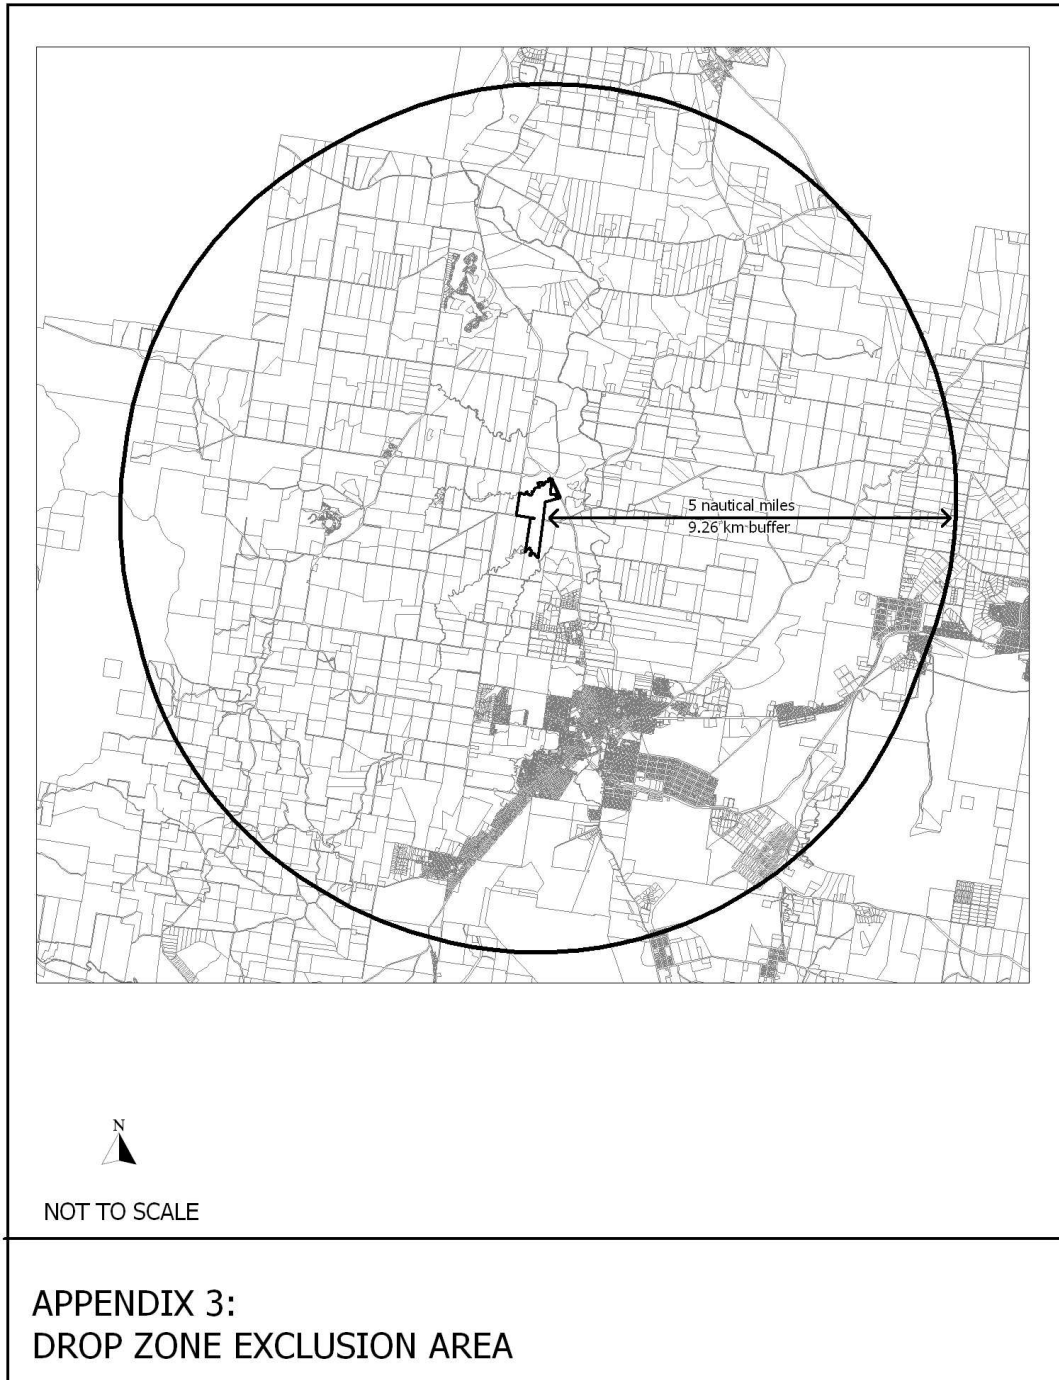 5 nautical miles
9.26 km buffer
N
NOT TO SCALE
APPENDIX 3:
DROP ZONE EXCLUSION AREA